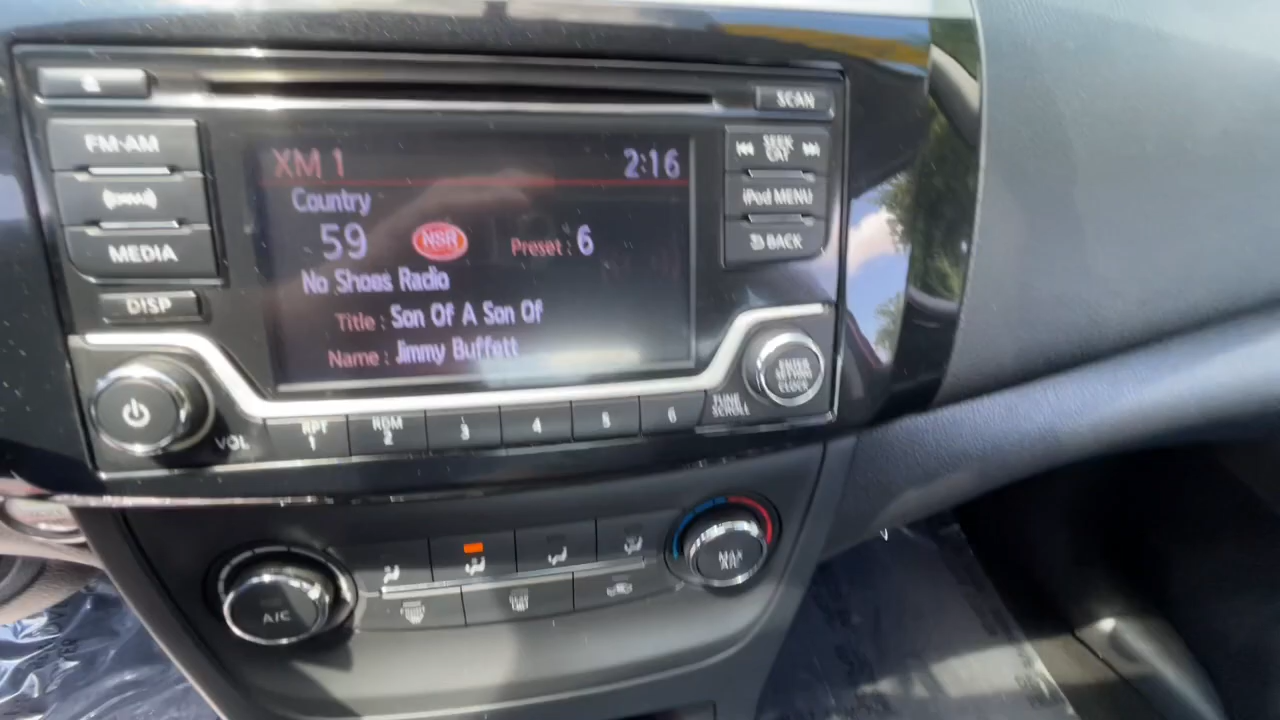 SCAN
FM·AM
SEEK
CAT
iPod MENU
BACK
MEDIA
DISP
XM 1 2:16
Country
59 NSR Preset : 6
No Shoes Radio
Title : Son Of A Son Of
Name : Jimmy Buffett
ENTER
SETTING
CLOCK
TUNE
SCROLL
VOL
RPT
1
RDM
2
3
4
5
6
A/C
MAX
A/C
FRONT